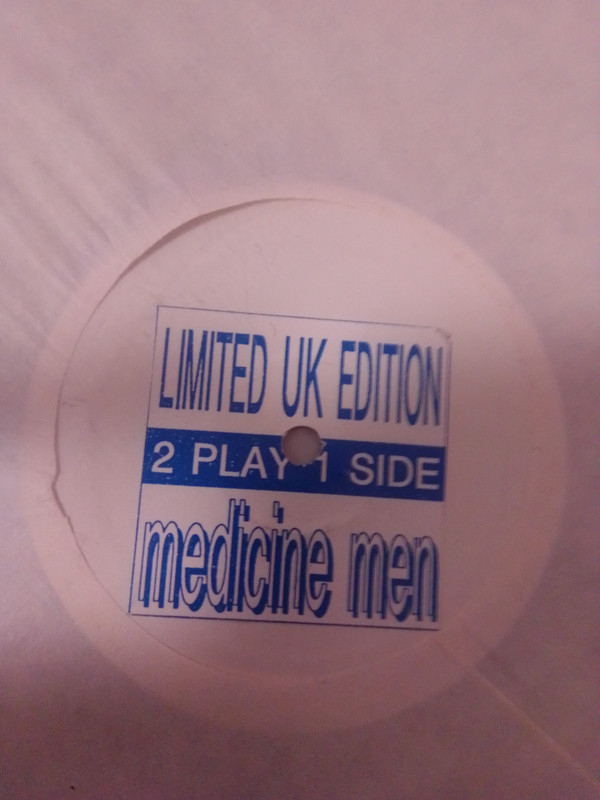 LIMITED UK EDITION
2 PLAY 1 SIDE
medicine men